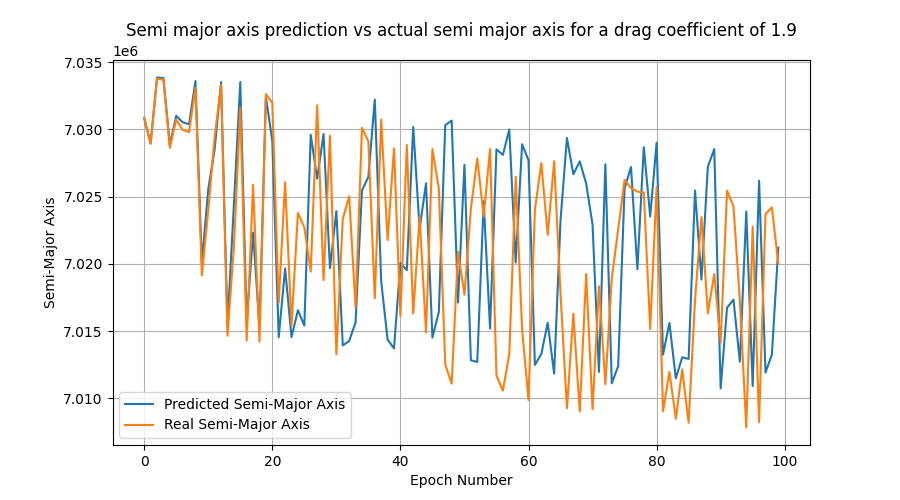 Semi major axis prediction vs actual semi major axis for a drag coefficient of 1.9
1e6
7.035
7.030
7.025
7.020
7.015
7.010
Semi-Major Axis
Predicted Semi-Major Axis
Real Semi-Major Axis
0 20 40 60 80 100
Epoch Number